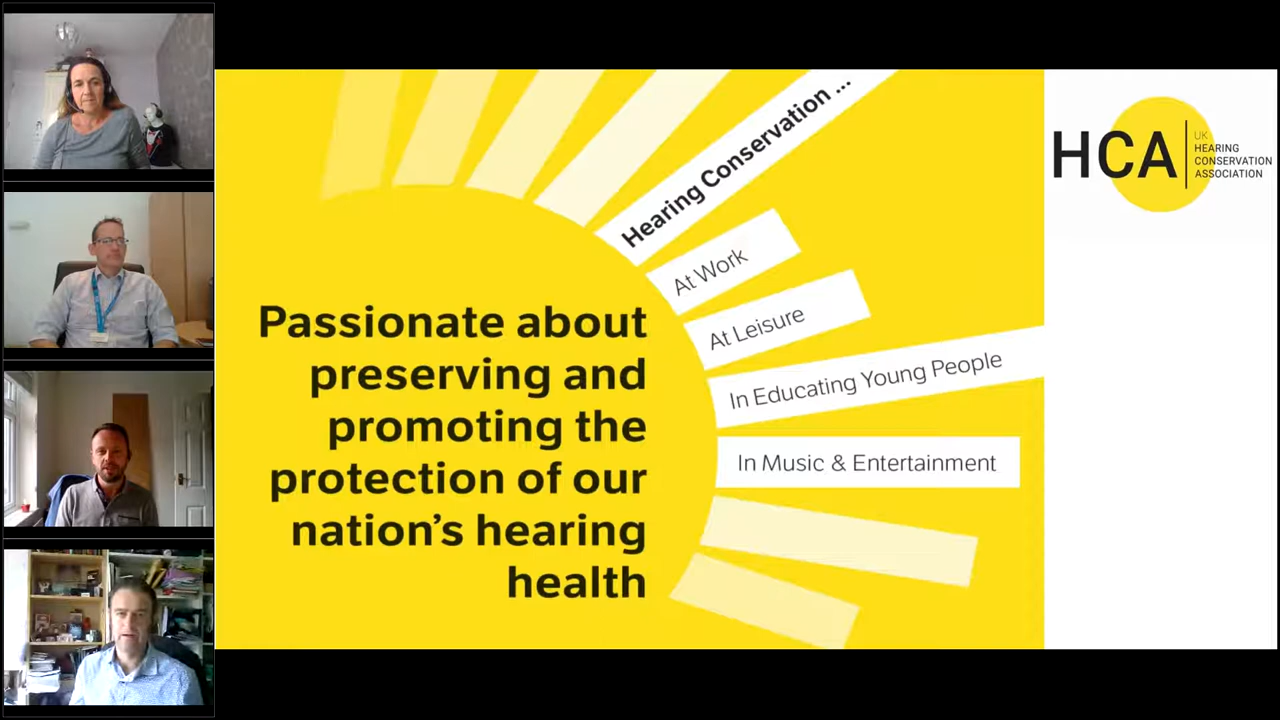 Passionate about
preserving and
promoting the
protection of our
nation’s hearing
health
Hearing Conservation ...
At Work
At Leisure
In Educating Young People
In Music & Entertainment
HCA
UK
HEARING
CONSERVATION
ASSOCIATION